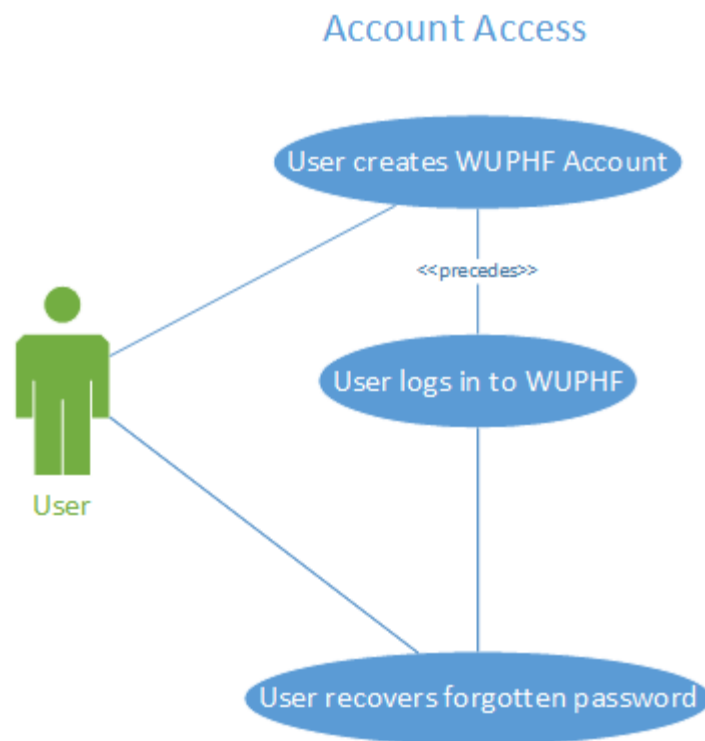 Account Access
User creates WUPHF Account
<<precedes>>
User logs in to WUPHF
User
User recovers forgotten password